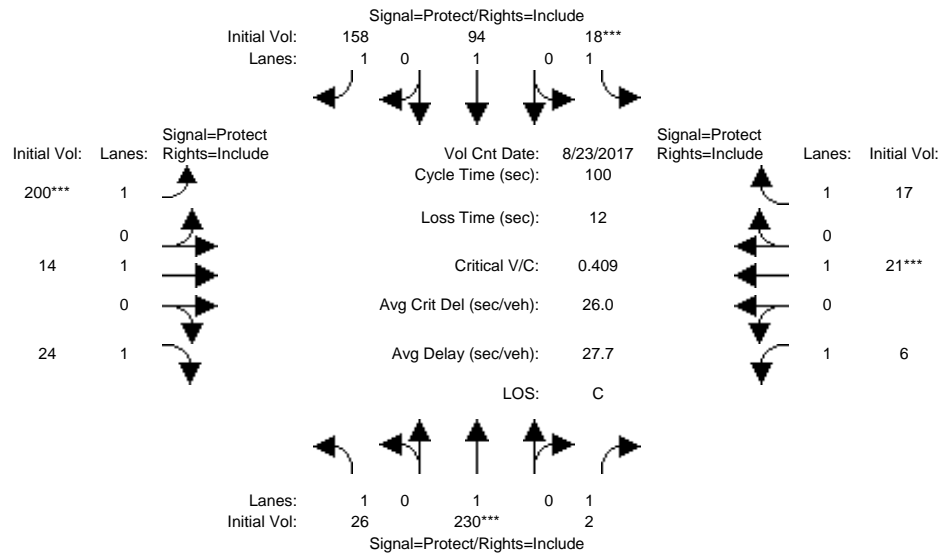 Signal=Protect/Rights=Include
Initial Vol: 158 94 18***
Lanes: 1 0 1 0 1
Signal=Protect Signal=Protect
Initial Vol: Lanes: Rights=Include Vol Cnt Date: 8/23/2017 Rights=Include Lanes: Initial Vol:
Cycle Time (sec): 100
200*** 1 1 17
Loss Time (sec): 12
0 0
14 1 Critical V/C: 0.409 1 21***
0 Avg Crit Del (sec/veh): 26.0 0
24 1 Avg Delay (sec/veh): 27.7 1 6
LOS: C
Lanes: 1 0 1 0 1
Initial Vol: 26 230*** 2
Signal=Protect/Rights=Include